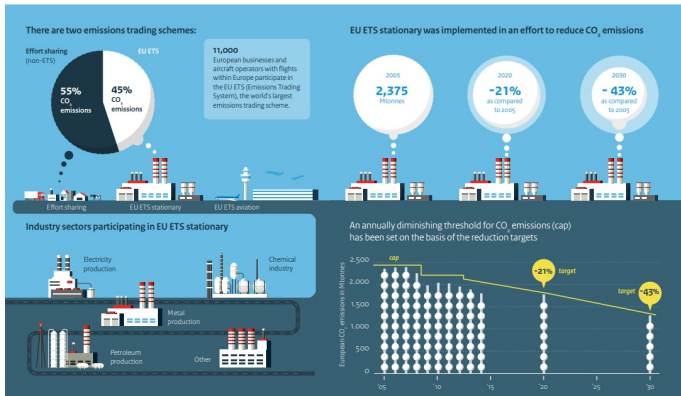 There are two emissions trading schemes:
Effort sharing
(non-ETS)
EU ETS
55%
CO2
emissions
45%
CO2
emissions
11,000
European businesses and
aircraft operators with flights
within Europe participate in
the EU ETS (Emissions Trading
System), the world's largest
emissions trading scheme.
Effort sharing
EU ETS stationary
EU ETS aviation
EU ETS stationary was implemented in an effort to reduce CO2 emissions
2005
2,375
Mtonnes
2020
-21%
as compared
to 2005
2030
- 43%
as compared
to 2005
Industry sectors participating in EU ETS stationary
Electricity
production
Chemical
industry
Metal
production
Petroleum
production
Other
An annually diminishing threshold for CO2 emissions (cap)
has been set on the basis of the reduction targets
European CO2 emissions in Mtonnes
2,500
2.000
1.500
1.000
500
0
cap
-21%
target
target
-43%
'05
'10
'15
'20
'25
'30